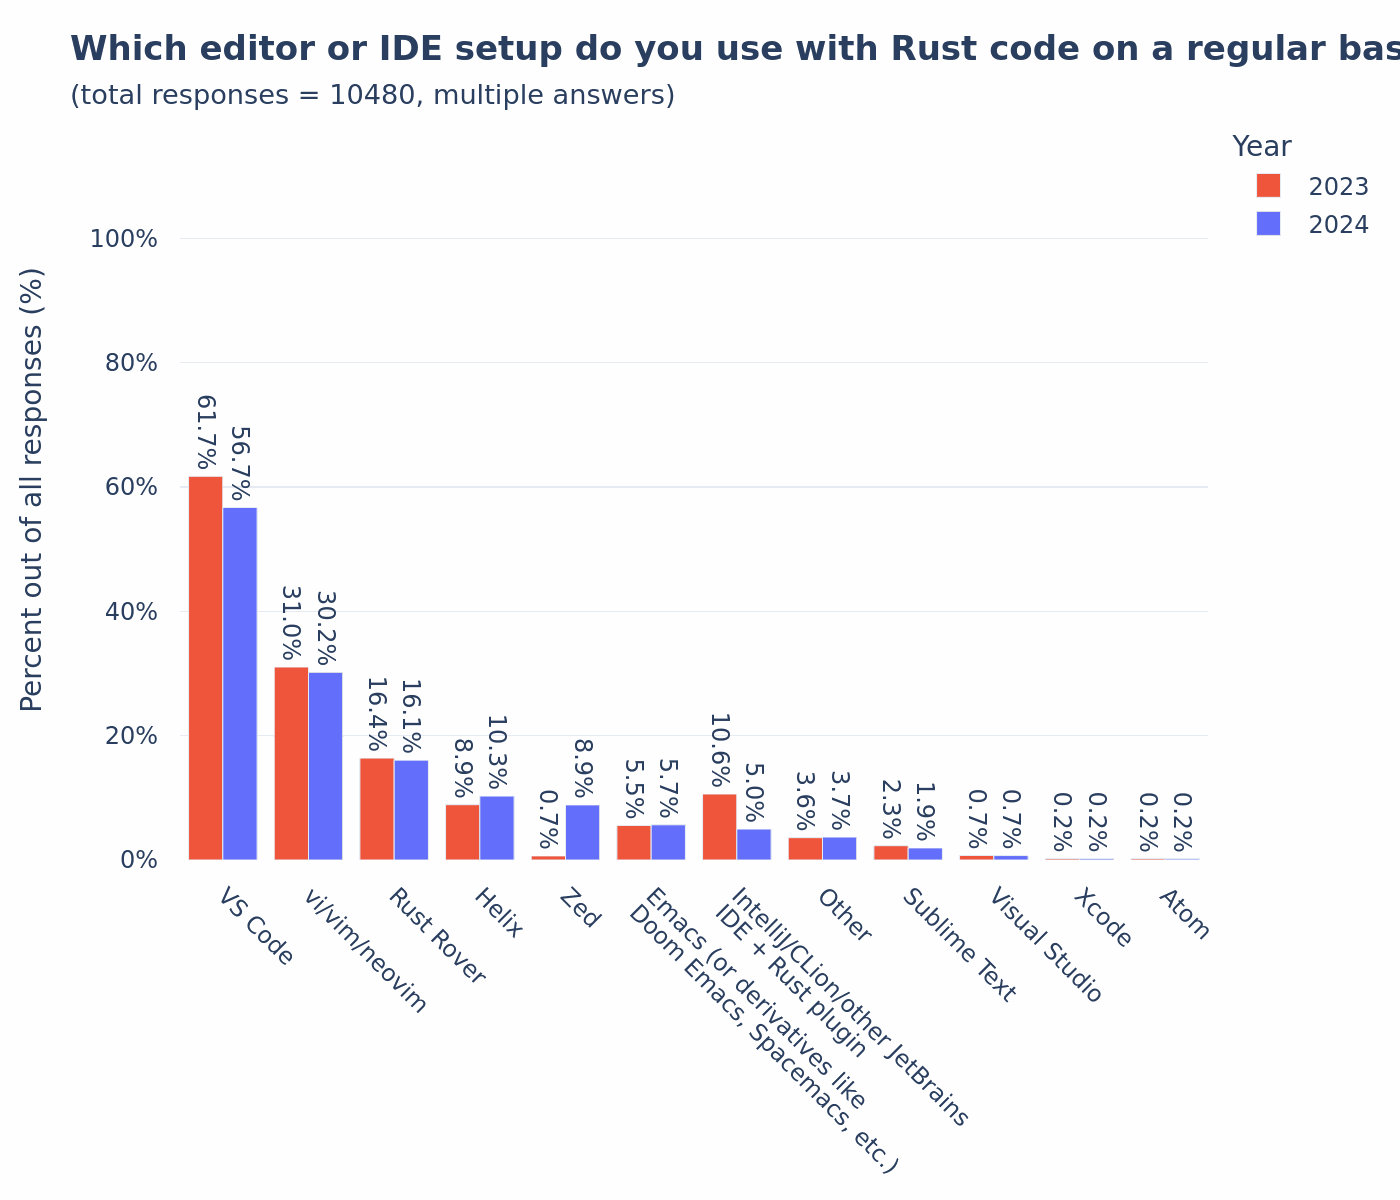 Which editor or IDE setup do you use with Rust code on a regular bas
(total responses = 10480, multiple answers)
Year
2023
2024
Percent out of all responses (%)
100%
80%
60%
40%
20%
0%
61.7%
56.7%
31.0%
30.2%
16.4%
16.1%
8.9%
10.3%
0.7%
8.9%
5.5%
5.7%
10.6%
5.0%
3.6%
3.7%
2.3%
1.9%
0.7%
0.7%
0.2%
0.2%
0.2%
0.2%
VS Code
vi/vim/neovim
Rust Rover
Helix
Zed
Emacs (or derivatives like
Doom Emacs, Spacemacs, etc.)
IntelliJ/CLion/other JetBrains
IDE + Rust plugin
Other
Sublime Text
Visual Studio
Xcode
Atom